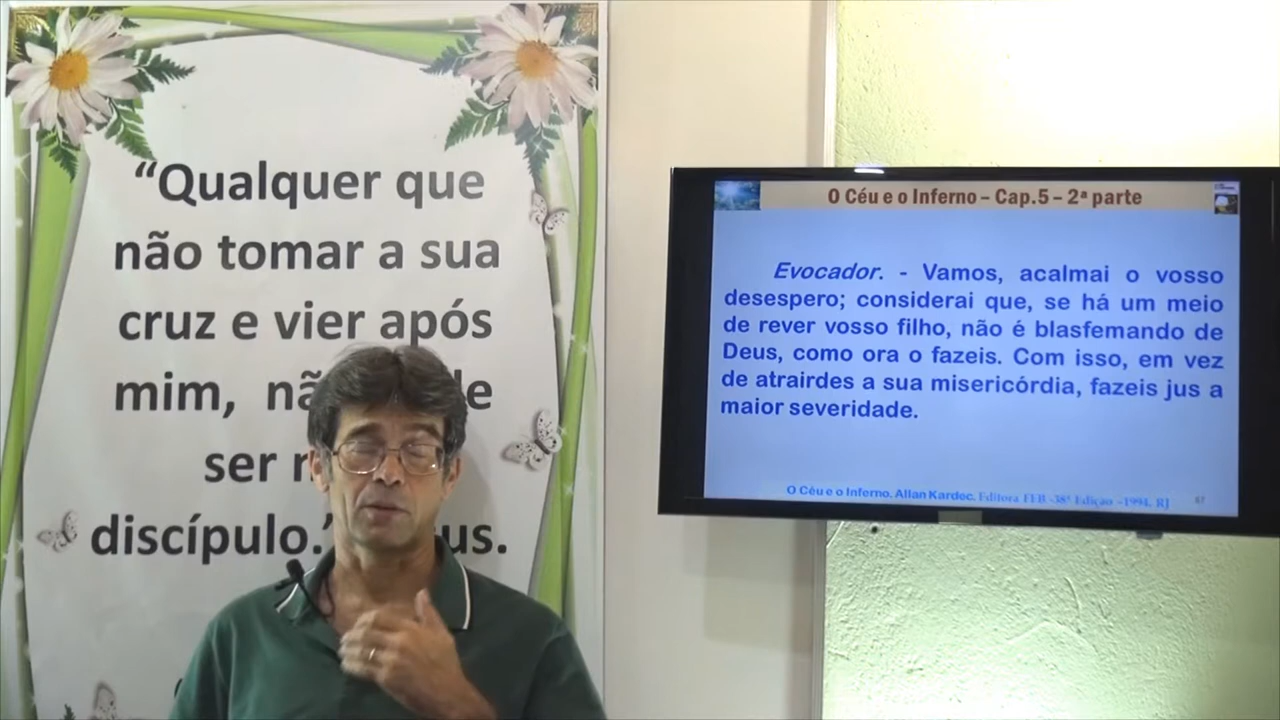 “Qualquer que
não tomar a sua
cruz e vier após
mim,
ser
discípulo.”
O Céu e o Inferno – Cap.5 – 2ª parte
Evocador. - Vamos, acalmai o vosso
desespero; considerai que, se há um meio
de rever vosso filho, não é blasfemando de
Deus, como ora o fazeis. Com isso, em vez
de atrairdes a sua misericórdia, fazeis jus a
maior severidade.
O Céu e o Inferno. Allan Kardec. Editora FEB -38ª Edição -1994. RJ